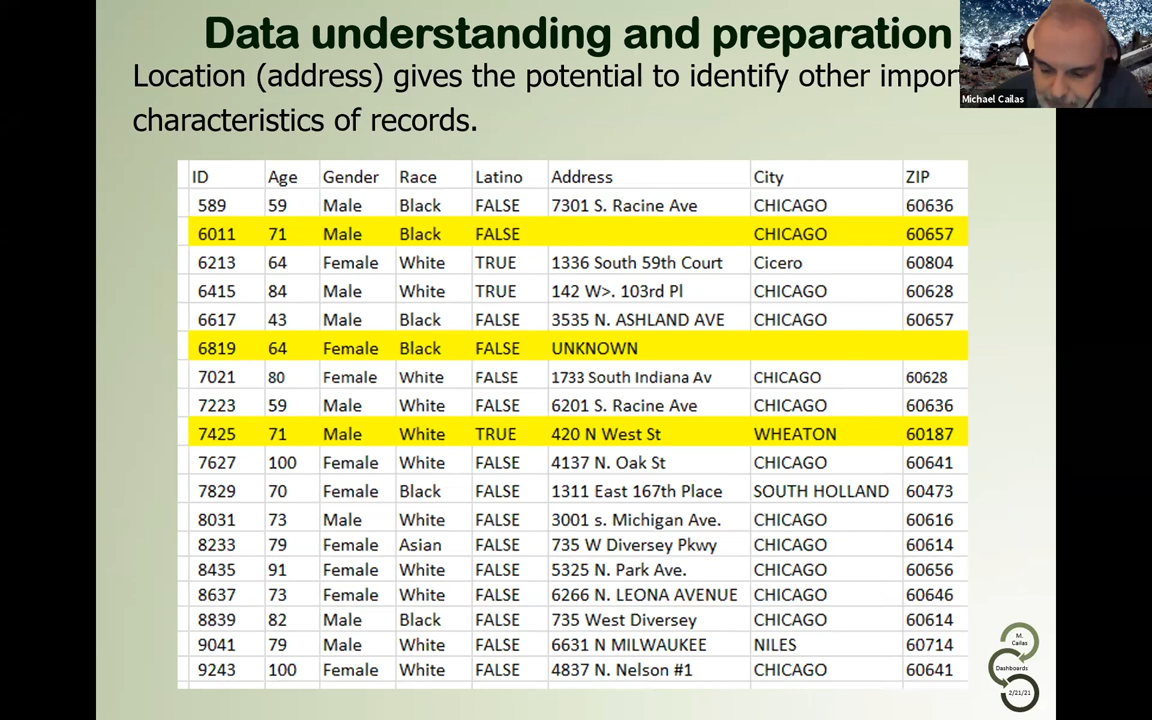 Data understanding and preparation
Location (address) gives the potential to identify other impor
characteristics of records.
Michael Cailas
ID Age Gender Race Latino Address City ZIP
589 59 Male Black FALSE 7301 S. Racine Ave CHICAGO 60636
6011 71 Male Black FALSE CHICAGO 60657
6213 64 Female White TRUE 1336 South 59th Court Cicero 60804
6415 84 Male White TRUE 142 W>. 103rd Pl CHICAGO 60628
6617 43 Male Black FALSE 3535 N. ASHLAND AVE CHICAGO 60657
6819 64 Female Black FALSE UNKNOWN
7021 80 Female White FALSE 1733 South Indiana Av CHICAGO 60628
7223 59 Male White FALSE 6201 S. Racine Ave CHICAGO 60636
7425 71 Male White TRUE 420 N West St WHEATON 60187
7627 100 Female White FALSE 4137 N. Oak St CHICAGO 60641
7829 70 Female Black FALSE 1311 East 167th Place SOUTH HOLLAND 60473
8031 73 Male White FALSE 3001 s. Michigan Ave. CHICAGO 60616
8233 79 Female Asian FALSE 735 W Diversey Pkwy CHICAGO 60614
8435 91 Female White FALSE 5325 N. Park Ave. CHICAGO 60656
8637 73 Female White FALSE 6266 N. LEONA AVENUE CHICAGO 60646
8839 82 Male Black FALSE 735 West Diversey CHICAGO 60614
9041 79 Male White FALSE 6631 N MILWAUKEE NILES 60714
9243 100 Female White FALSE 4837 N. Nelson #1 CHICAGO 60641
M.
Cailas
Dashboards
2/21/21